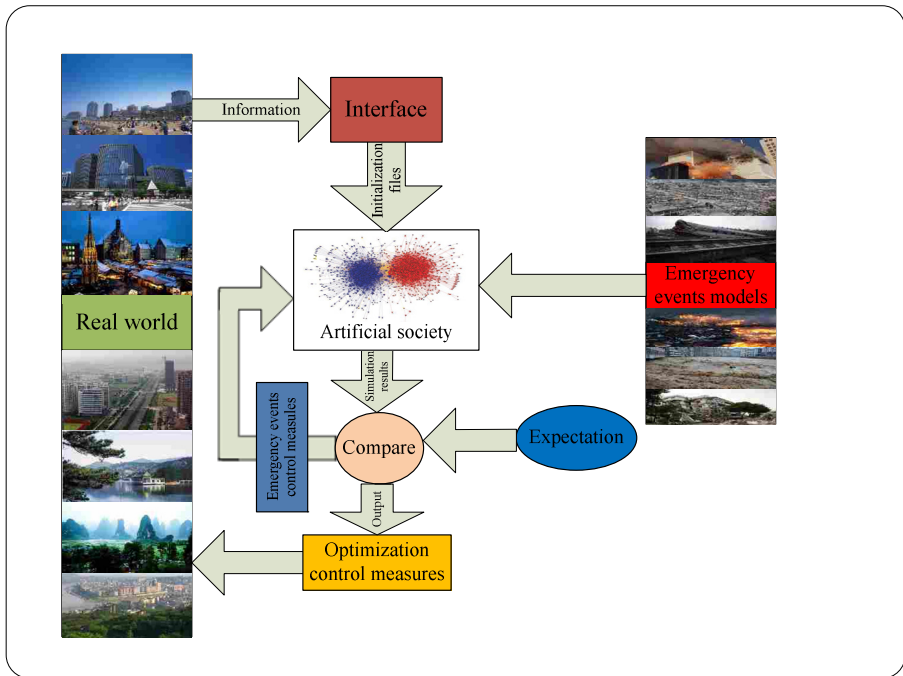 Information
Interface
Initialization
files
Emergency
events models
Real world
Artificial society
Simulation
results
Emergency events
control measules
Compare
Expectation
Output
Optimization
control measures